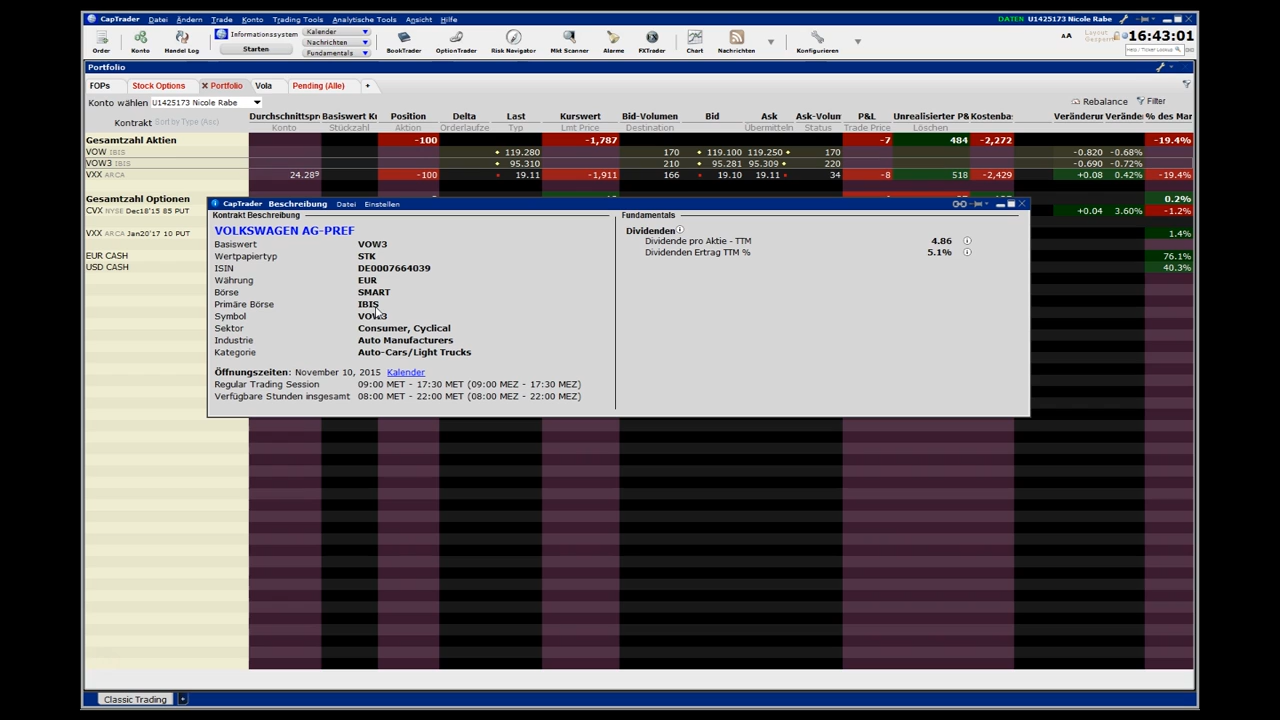 CapTrader Datei Ändern Trade Konto Trading Tools Analytische Tools Ansicht Hilfe DATEN U1425173 Nicole Rabe
Order Konto Handel Log Informationssystem Starten Kalender Nachrichten Fundamentals BookTrader OptionTrader Risk Navigator Mkt Scanner Alarme FXTrader Chart Nachrichten Konfigurieren AA Layout Gesperrt 16:43:01
Help / Ticker Lookup
Portfolio
FOPs Stock Options Portfolio Vola Pending (Alle) +
Konto wählen U1425173 Nicole Rabe Rebalance Filter
Kontrakt Sort by Type (Asc)
Durchschnittspr Basiswert Ku Position Delta Last Kurswert Bid-Volumen Bid Ask Ask-Volun P&L Unrealisierter P& Kostenba Veränderun Veränder % des Mar
Konto Stückzahl Aktion Orderlaufze Typ Lmt Price Destination Übermitteln Status Trade Price Löschen
Gesamtzahl Aktien -100 -1,787 -7 484 -2,272 -19.4%
VOW IBIS 119.280 170 119.100 119.250 170 -0.820 -0.68%
VOW3 IBIS 95.310 210 95.281 95.309 220 -0.690 -0.72%
VXX ARCA 24.289 -100 19.11 -1,911 166 19.10 19.11 34 -8 518 -2,429 +0.08 0.42% -19.4%
Gesamtzahl Optionen 0.2%
CVX NYSE Dec18'15 85 PUT +0.04 3.60% -1.2%
VXX ARCA Jan20'17 10 PUT 1.4%
EUR CASH 76.1%
USD CASH 40.3%
CapTrader Beschreibung Datei Einstellen
Kontrakt Beschreibung
VOLKSWAGEN AG-PREF
Basiswert VOW3
Wertpapiertyp STK
ISIN DE0007664039
Währung EUR
Börse SMART
Primäre Börse IBIS
Symbol VOW3
Sektor Consumer, Cyclical
Industrie Auto Manufacturers
Kategorie Auto-Cars/Light Trucks
Öffnungszeiten: November 10, 2015 Kalender
Regular Trading Session 09:00 MET - 17:30 MET (09:00 MEZ - 17:30 MEZ)
Verfügbare Stunden insgesamt 08:00 MET - 22:00 MET (08:00 MEZ - 22:00 MEZ)
Fundamentals
Dividenden
Dividende pro Aktie - TTM 4.86
Dividenden Ertrag TTM % 5.1%
Classic Trading +